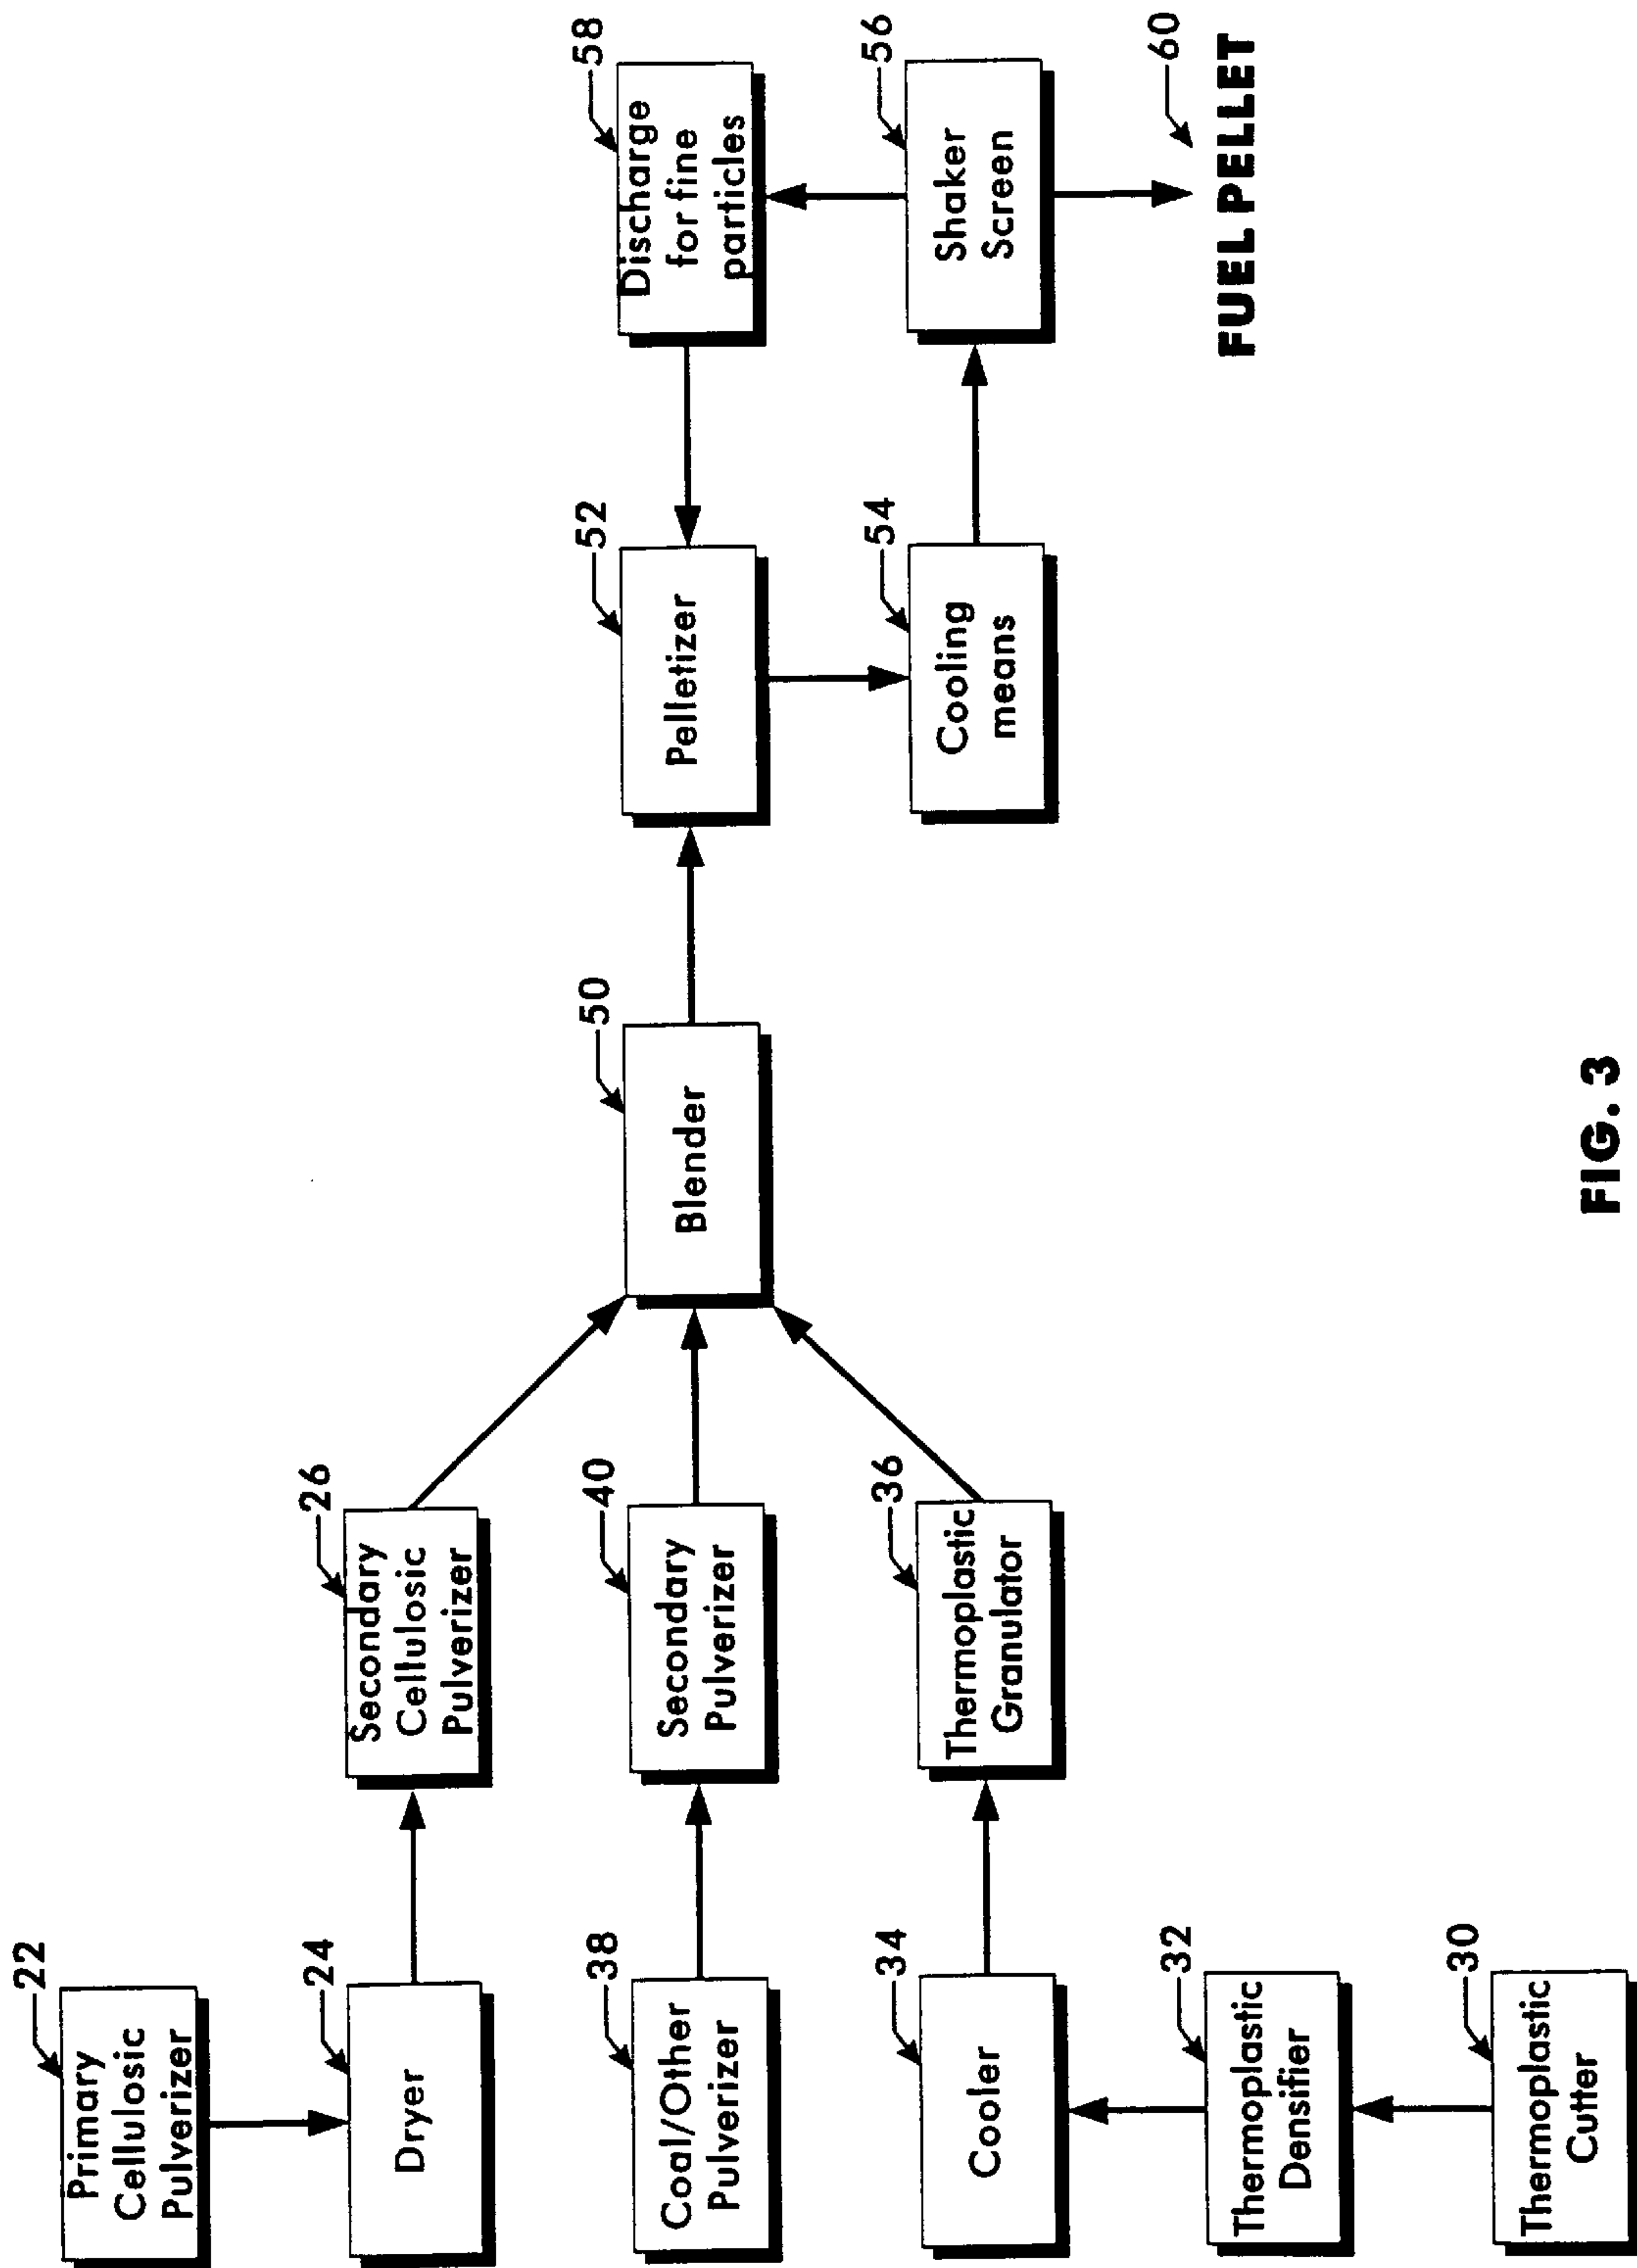 22
Primary
Cellulosic
Pulverizer
24
Dryer
26
Secondary
Cellulosic
Pulverizer
38
Coal/Other
Pulverizer
40
Secondary
Pulverizer
34
Cooler
36
Thermoplastic
Granulator
32
Thermoplastic
Densifier
30
Thermoplastic
Cutter
50
Blender
52
Pelletizer
58
Discharge
for fine
particles
54
Cooling
means
56
Shaker
Screen
60
FUEL PELLET
FIG. 3